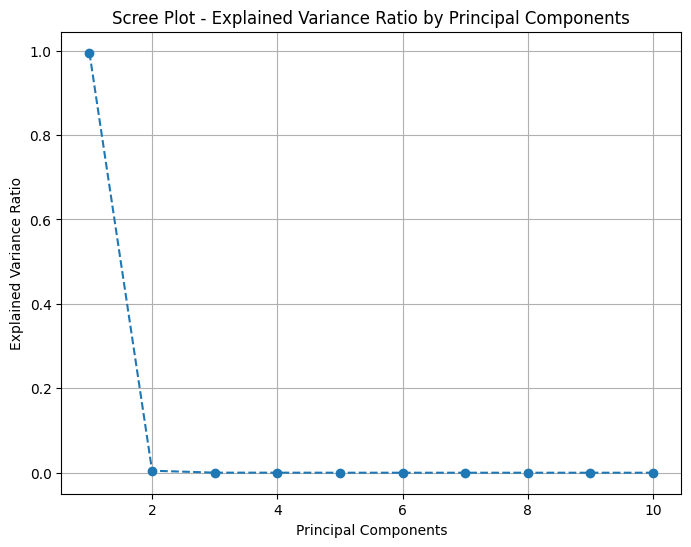 Scree Plot - Explained Variance Ratio by Principal Components
Explained Variance Ratio
1.0
0.8
0.6
0.4
0.2
0.0
2 4 6 8 10
Principal Components